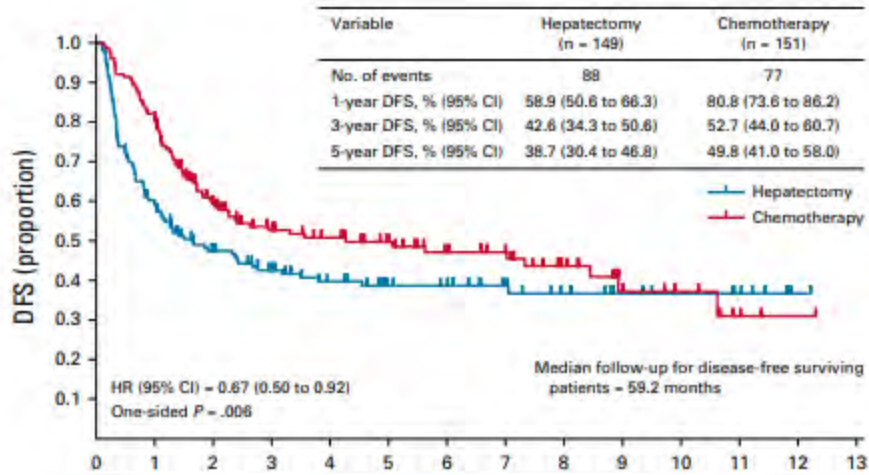 Variable Hepatectomy Chemotherapy
(n = 149) (n = 151)
No. of events 88 77
1-year DFS, % (95% CI) 58.9 (50.6 to 66.3) 80.8 (73.6 to 86.2)
3-year DFS, % (95% CI) 42.6 (34.3 to 50.6) 52.7 (44.0 to 60.7)
5-year DFS, % (95% CI) 38.7 (30.4 to 46.8) 49.8 (41.0 to 58.0)
Hepatectomy
Chemotherapy
DFS (proportion)
1.0
0.9
0.8
0.7
0.6
0.5
0.4
0.3
0.2
0.1
HR (95% CI) = 0.67 (0.50 to 0.92)
One-sided P = .006
Median follow-up for disease-free surviving
patients = 59.2 months
0 1 2 3 4 5 6 7 8 9 10 11 12 13